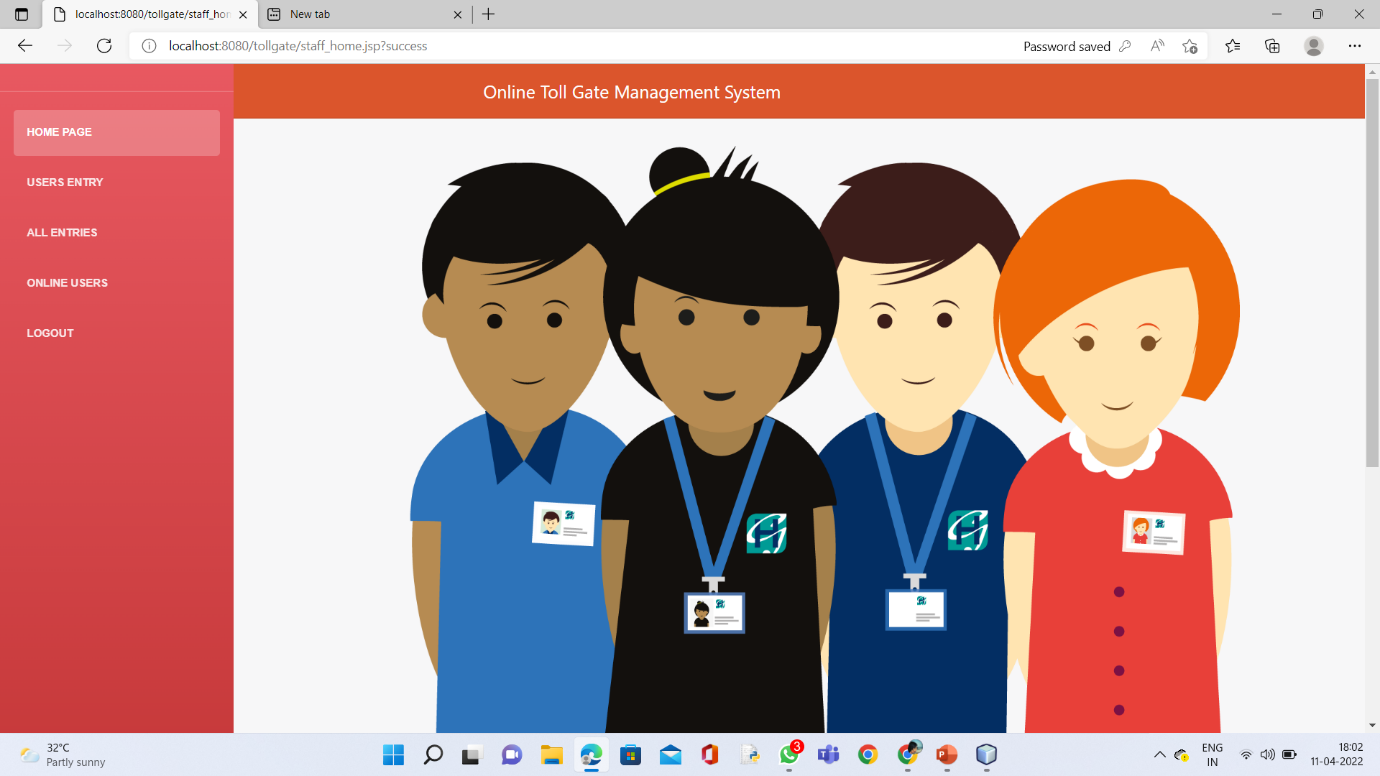 localhost:8080/tollgate/staff_hor
New tab
localhost:8080/tollgate/staff_home.jsp?success
Password saved
Online Toll Gate Management System
HOME PAGE
USERS ENTRY
ALL ENTRIES
ONLINE USERS
LOGOUT
H
H
32°C
Partly sunny
3
ENG
IN
18:02
11-04-2022